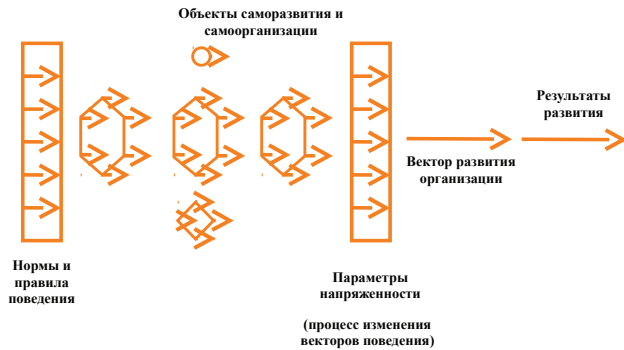 Объекты саморазвития и
самоорганизации
Результаты
развития
Вектор развития
организации
Нормы и
правила
поведения
Параметры
напряженности
(процесс изменения
векторов поведения)